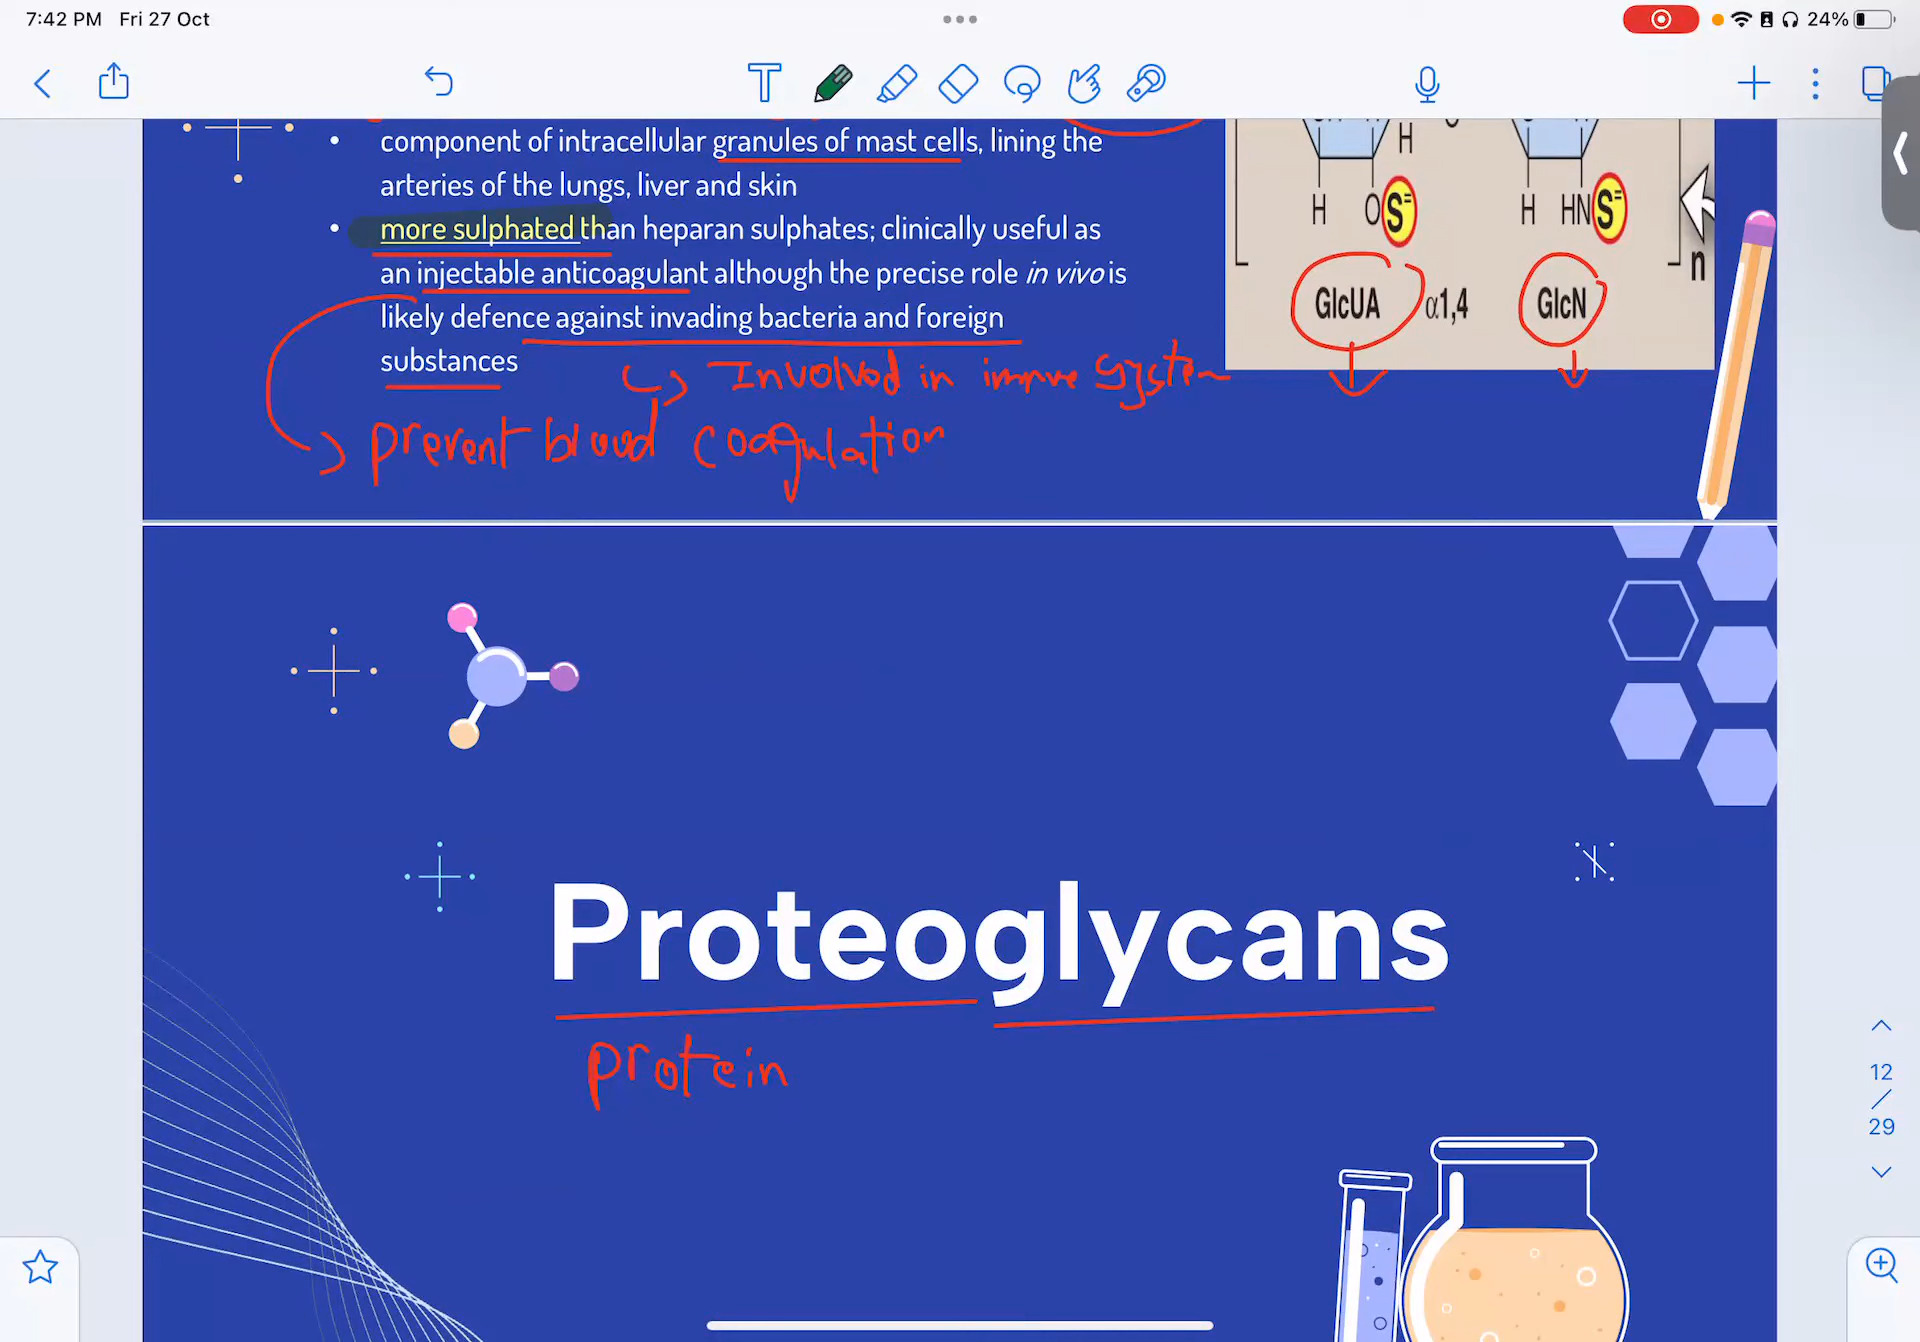 7:42 PM Fri 27 Oct
24%
component of intracellular granules of mast cells, lining the
arteries of the lungs, liver and skin
more sulphated than heparan sulphates; clinically useful as
an injectable anticoagulant although the precise role in vivo is
likely defence against invading bacteria and foreign
substances
Involved in immune system
prevent blood coagulation
H
H OS=
H HNS=
n
GlcUA α1,4 GlcN
Proteoglycans
protein
12
/
29